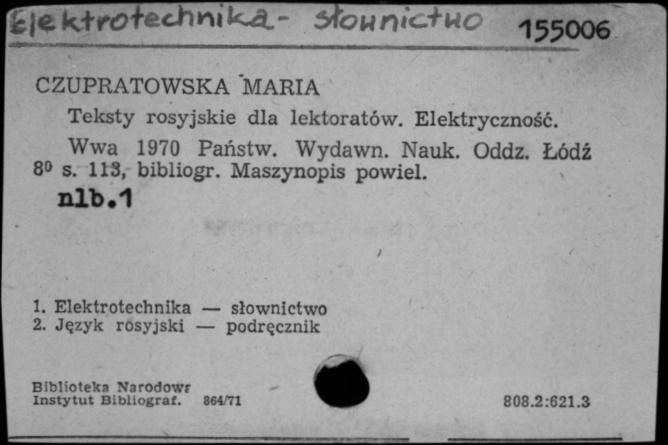 Elektrotechnika - słownictwo 155006
CZUPRATOWSKA MARIA
Teksty rosyjskie dla lektoratów. Elektryczność.
Wwa 1970 Państw. Wydawn. Nauk. Oddz. Łódź
8⁰ s. 113, bibliogr. Maszynopis powiel.
nlb.1
1. Elektrotechnika — słownictwo
2. Język rosyjski — podręcznik
Biblioteka Narodowa
Instytut Bibliograf. 864/71 808.2:621.3